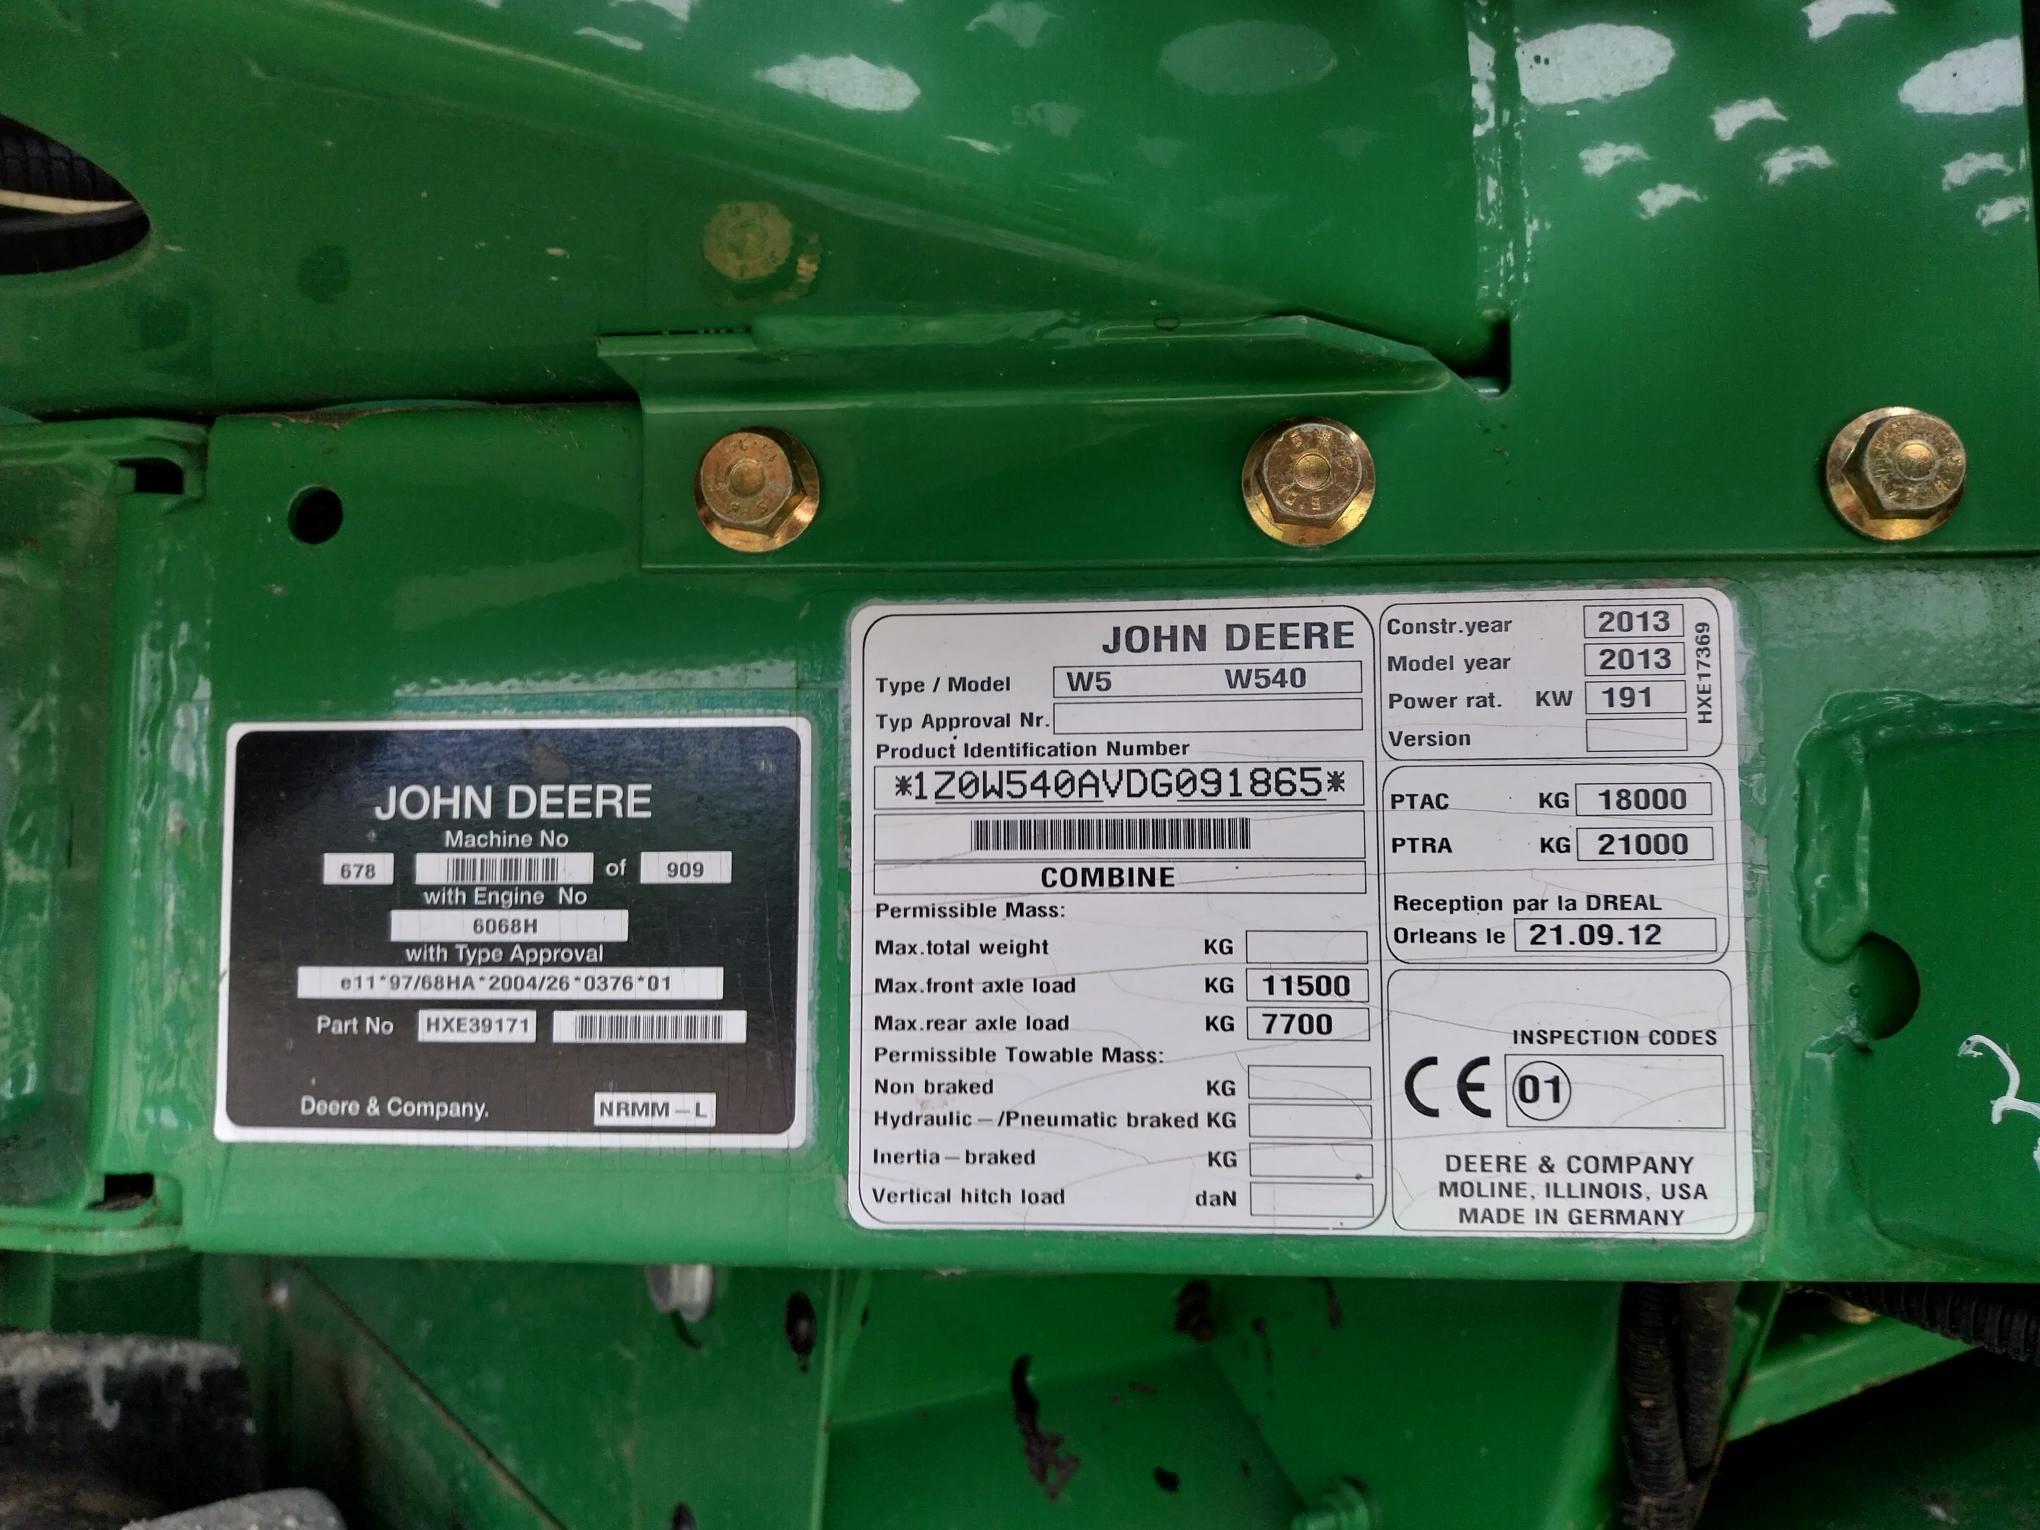 JOHN DEERE
Machine No
678 of 909
with Engine No
6068H
with Type Approval
e11*97/68HA*2004/26*0376*01
Part No HXE39171
Deere & Company. NRMM-L
JOHN DEERE
Type / Model W5 W540
Typ Approval Nr.
Product Identification Number
*1Z0W540AVDG091865*
COMBINE
Permissible Mass:
Max.total weight KG
Max.front axle load KG 11500
Max.rear axle load KG 7700
Permissible Towable Mass:
Non braked KG
Hydraulic-/Pneumatic braked KG
Inertia-braked KG
Vertical hitch load daN
Constr.year 2013
Model year 2013
Power rat. KW 191
Version
HXE17369
PTAC KG 18000
PTRA KG 21000
Reception par la DREAL
Orleans le 21.09.12
INSPECTION CODES
CE 01
DEERE & COMPANY
MOLINE, ILLINOIS, USA
MADE IN GERMANY